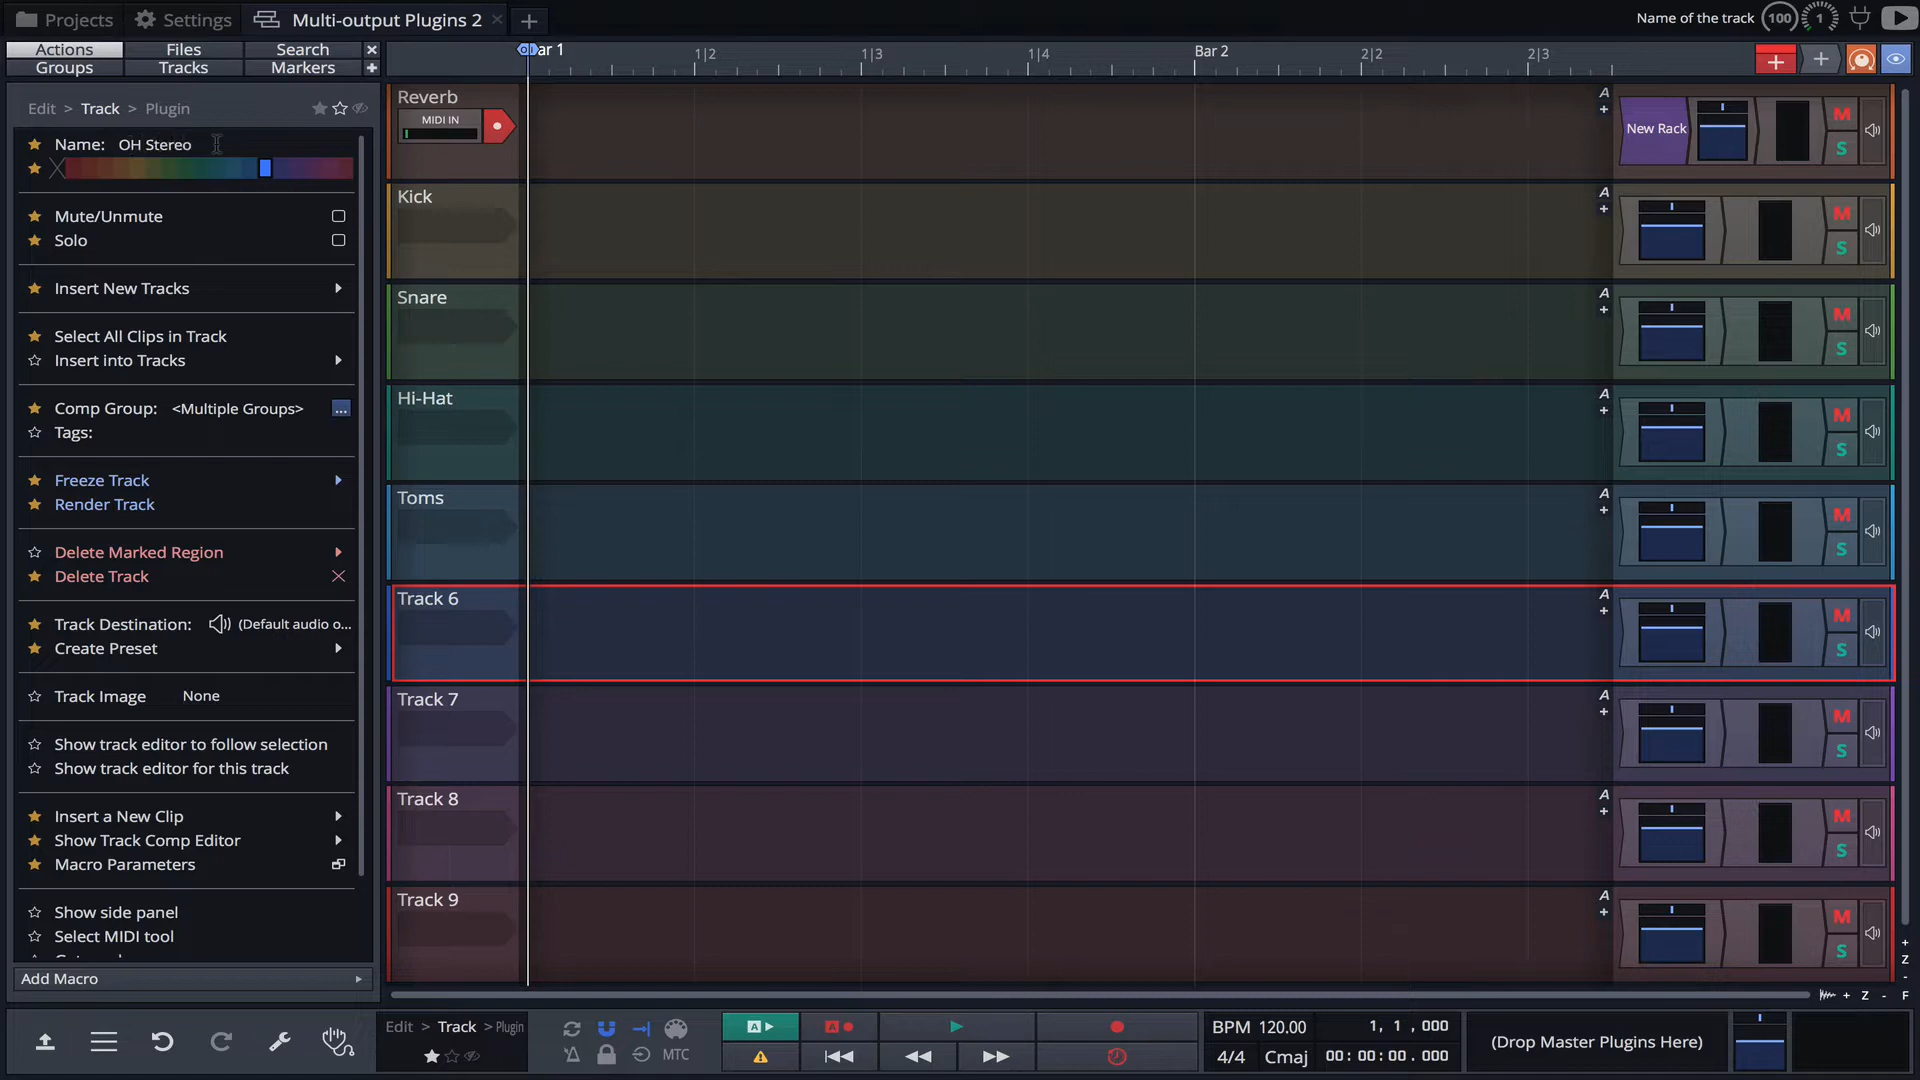 Projects
Settings
Multi-output Plugins 2
Name of the track
100
1
Actions
Files
Search
Groups
Tracks
Markers
Bar 1
1|2
1|3
1|4
Bar 2
2|2
2|3
Edit > Track > Plugin
Name: OH Stereo
Mute/Unmute
Solo
Insert New Tracks
Select All Clips in Track
Insert into Tracks
Comp Group: <Multiple Groups> ...
Tags:
Freeze Track
Render Track
Delete Marked Region
Delete Track
Track Destination: (Default audio o...
Create Preset
Track Image None
Show track editor to follow selection
Show track editor for this track
Insert a New Clip
Show Track Comp Editor
Macro Parameters
Show side panel
Select MIDI tool
Add Macro
Reverb
MIDI IN
A
New Rack
M
S
Kick
A
M
S
Snare
A
M
S
Hi-Hat
A
M
S
Toms
A
M
S
Track 6
A
M
S
Track 7
A
M
S
Track 8
A
M
S
Track 9
A
M
S
+
Z
-
+ Z - F
Edit > Track > Plugin
MTC
A
A
BPM 120.00
1, 1 , 000
4/4 Cmaj 00: 00: 00. 000
(Drop Master Plugins Here)